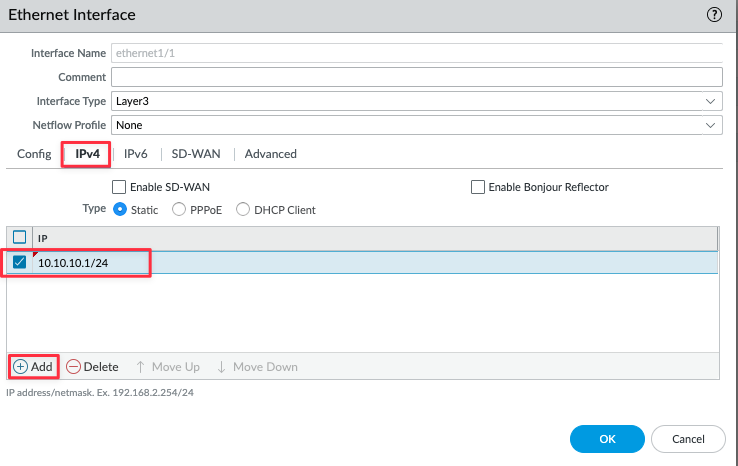 Ethernet Interface
Interface Name ethernet1/1
Comment
Interface Type Layer3
Netflow Profile None
Config IPv4 IPv6 SD-WAN Advanced
Enable SD-WAN Enable Bonjour Reflector
Type Static PPPoE DHCP Client
IP
10.10.10.1/24
Add Delete Move Up Move Down
IP address/netmask. Ex. 192.168.2.254/24
OK Cancel